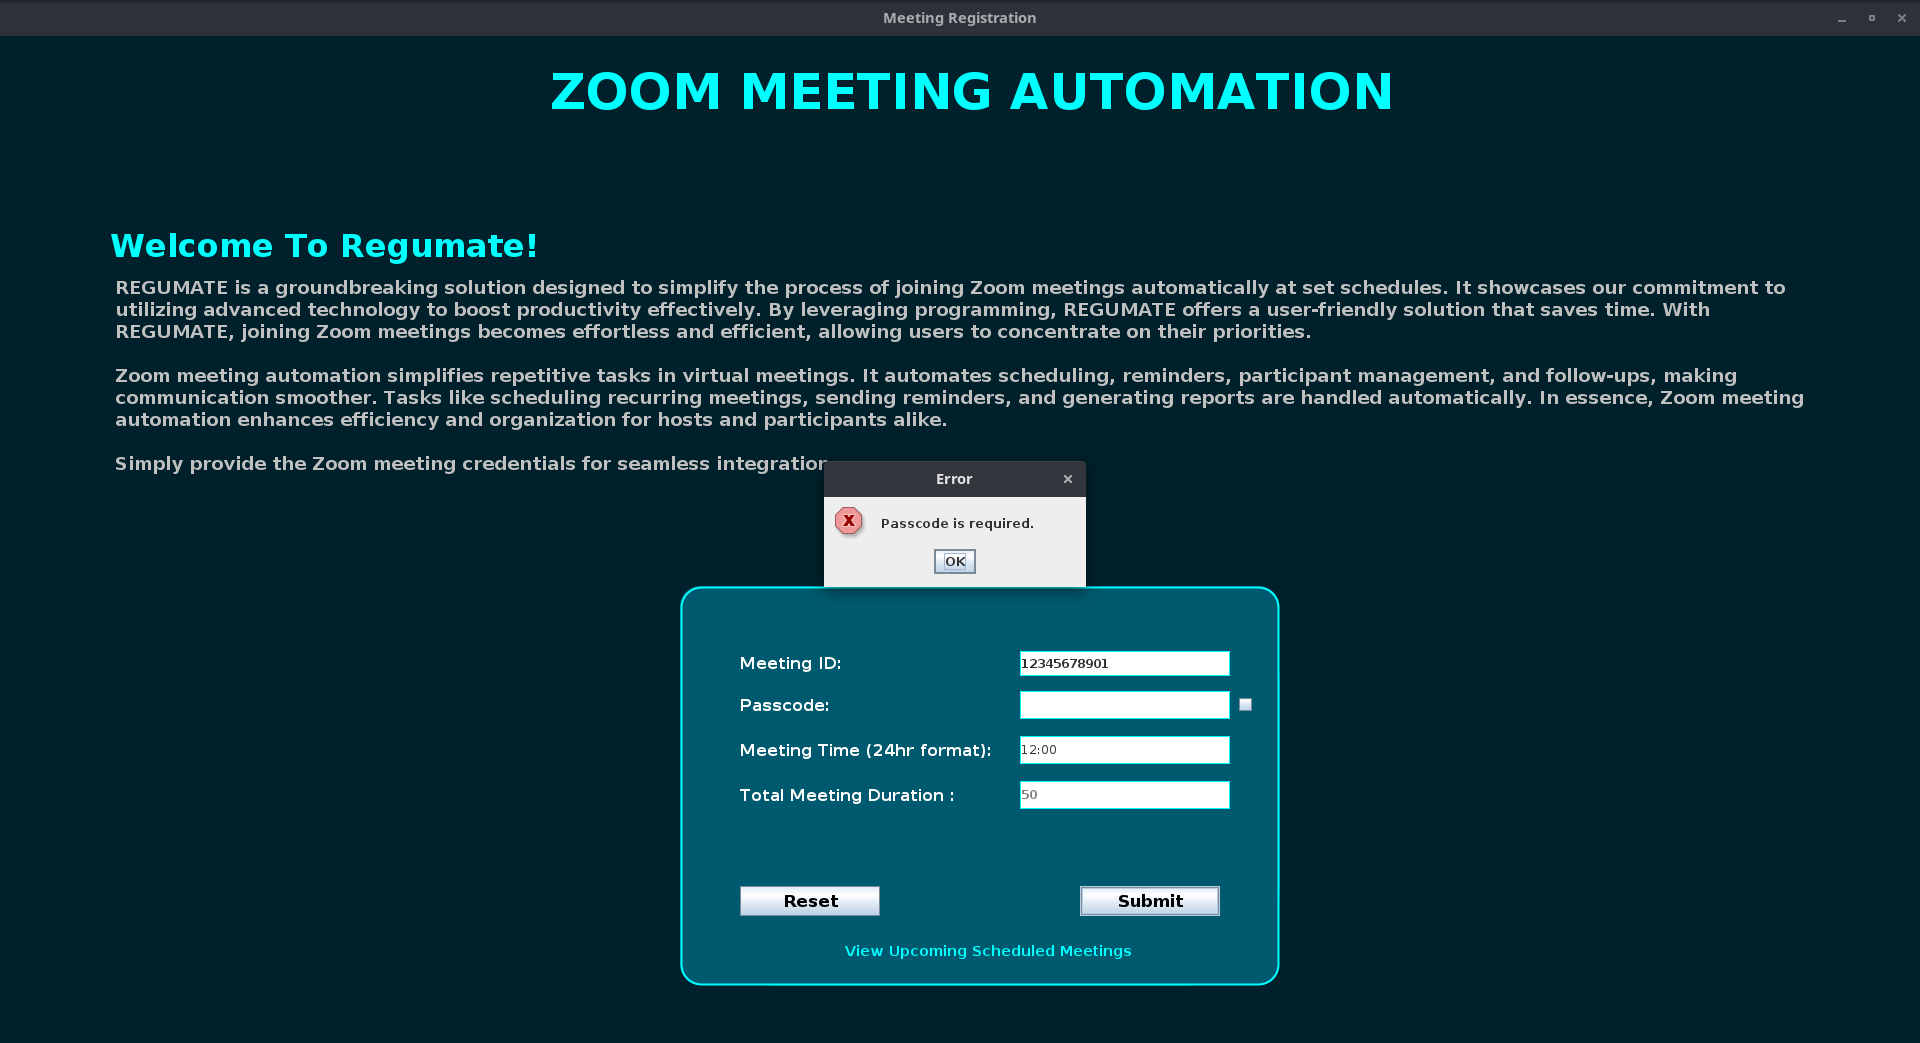 Meeting Registration
ZOOM MEETING AUTOMATION
Welcome To Regumate!
REGUMATE is a groundbreaking solution designed to simplify the process of joining Zoom meetings automatically at set schedules. It showcases our commitment to
utilizing advanced technology to boost productivity effectively. By leveraging programming, REGUMATE offers a user-friendly solution that saves time. With
REGUMATE, joining Zoom meetings becomes effortless and efficient, allowing users to concentrate on their priorities.
Zoom meeting automation simplifies repetitive tasks in virtual meetings. It automates scheduling, reminders, participant management, and follow-ups, making
communication smoother. Tasks like scheduling recurring meetings, sending reminders, and generating reports are handled automatically. In essence, Zoom meeting
automation enhances efficiency and organization for hosts and participants alike.
Simply provide the Zoom meeting credentials for seamless integration
Error
X
Passcode is required.
OK
Meeting ID: 12345678901
Passcode:
Meeting Time (24hr format): 12:00
Total Meeting Duration : 50
Reset Submit
View Upcoming Scheduled Meetings